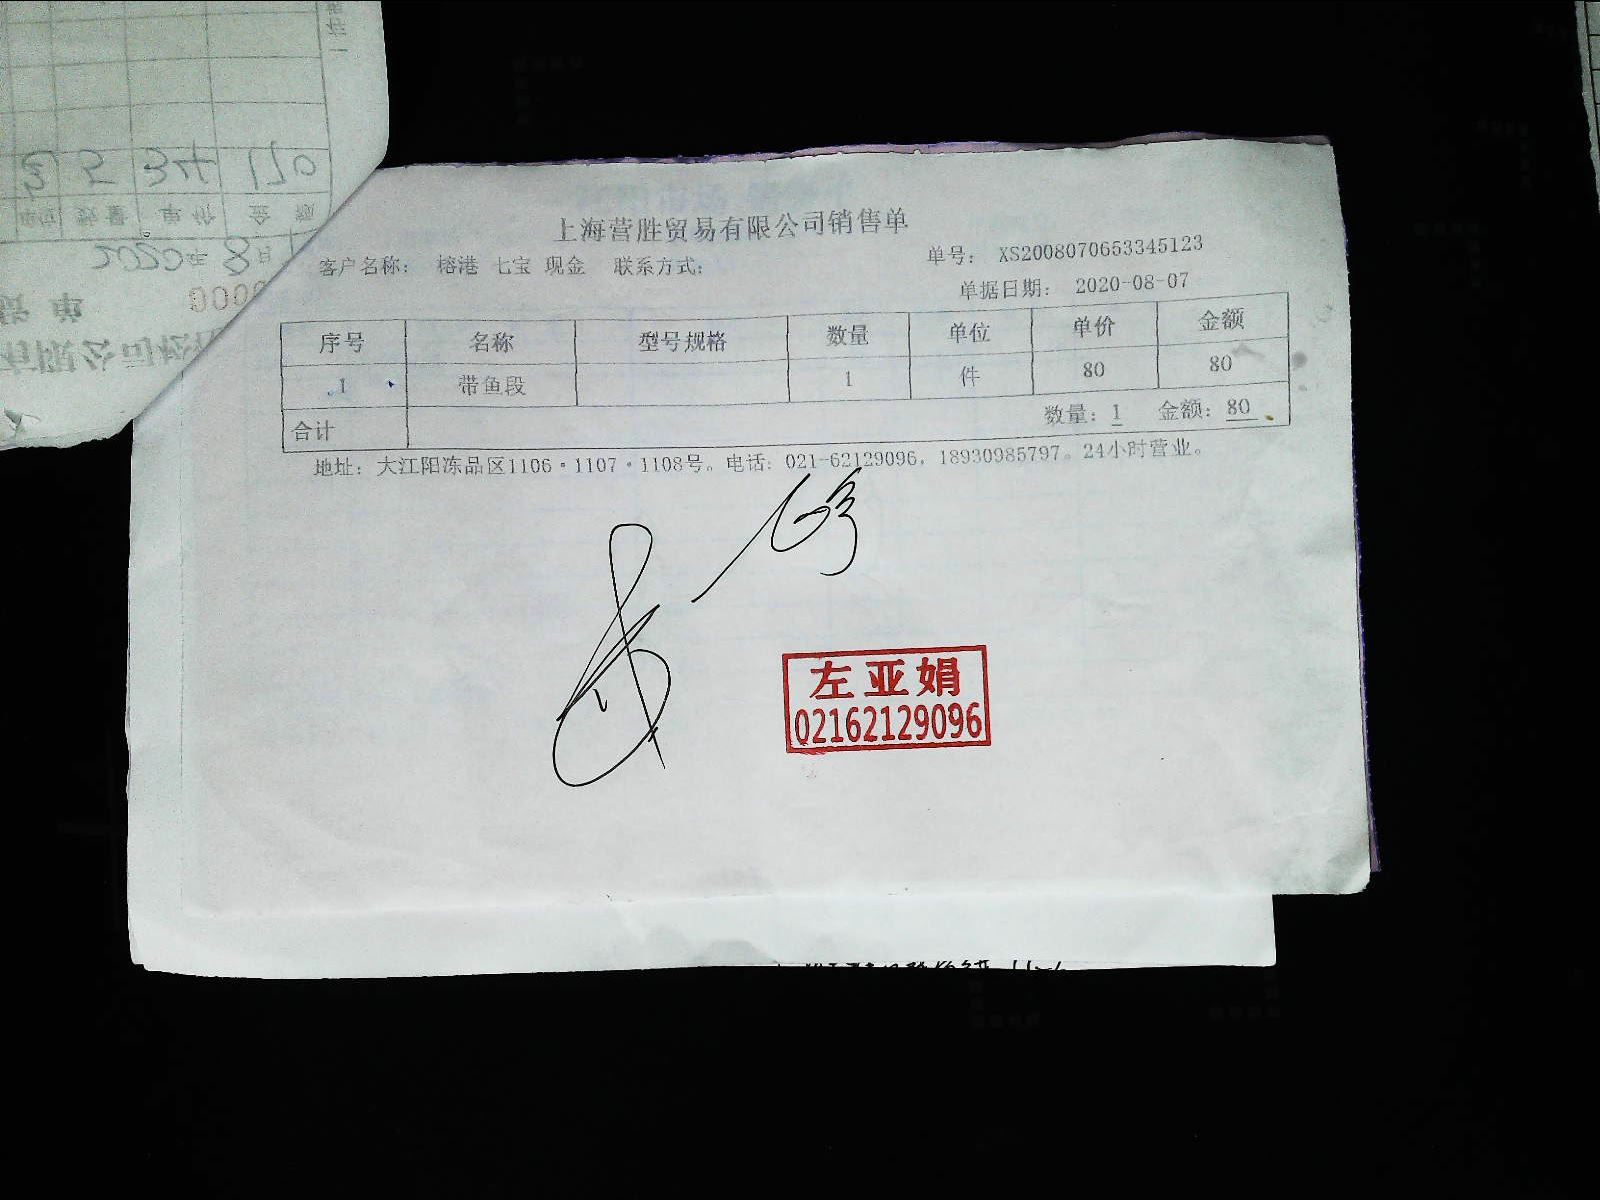 上海营胜贸易有限公司销售单
客户名称： 榕港 七宝 现金 联系方式：
单号： XS2008070653345123
单据日期： 2020-08-07
序号 名称 型号规格 数量 单位 单价 金额
1 带鱼段 1 件 80 80
合计 数量：1 金额：80
地址：大江阳冻品区1106·1107·1108号。电话：021-62129096，18930985797。24小时营业。
左亚娟
02162129096